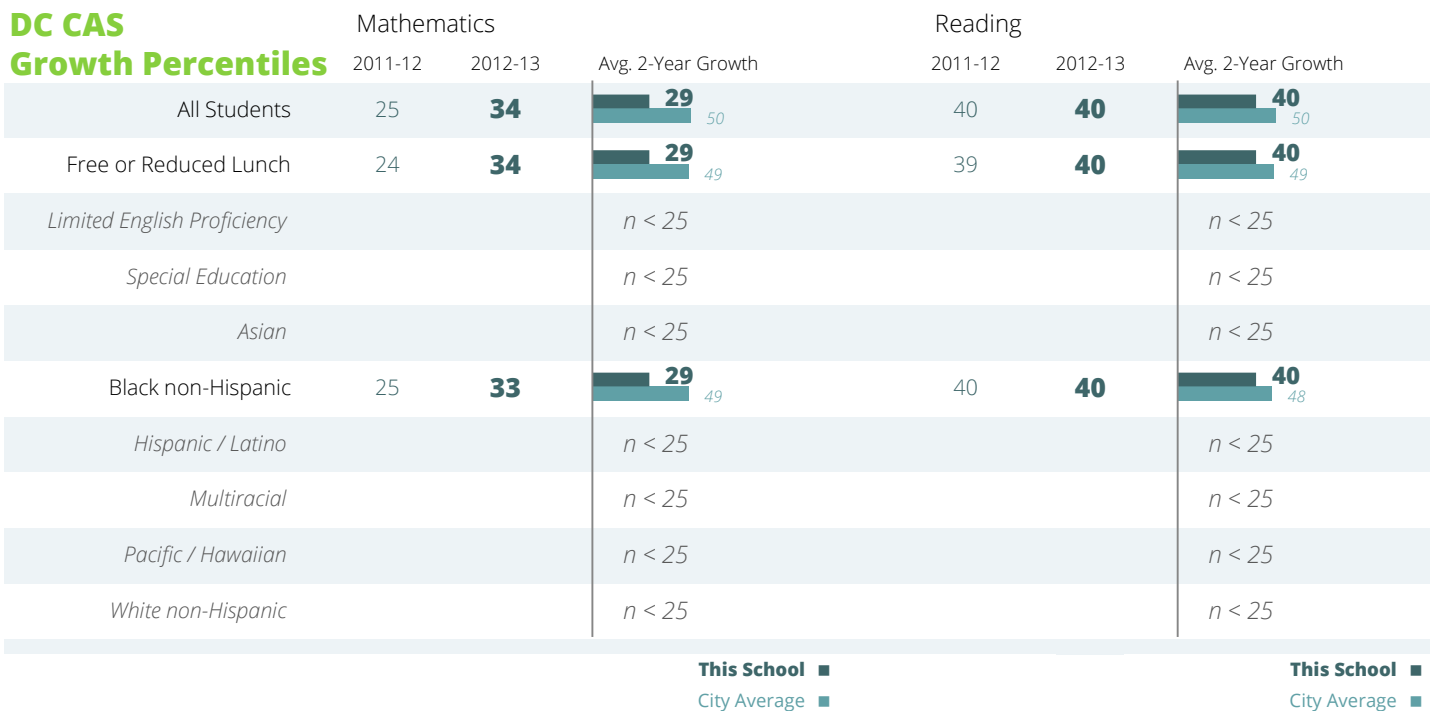 DC CAS Mathematics Reading
Growth Percentiles 2011-12 2012-13 Avg. 2-Year Growth 2011-12 2012-13 Avg. 2-Year Growth
All Students 25 34 29 50 40 40 40 50
Free or Reduced Lunch 24 34 29 49 39 40 40 49
Limited English Proficiency n < 25 n < 25
Special Education n < 25 n < 25
Asian n < 25 n < 25
Black non-Hispanic 25 33 29 49 40 40 40 48
Hispanic / Latino n < 25 n < 25
Multiracial n < 25 n < 25
Pacific / Hawaiian n < 25 n < 25
White non-Hispanic n < 25 n < 25
This School This School
City Average City Average